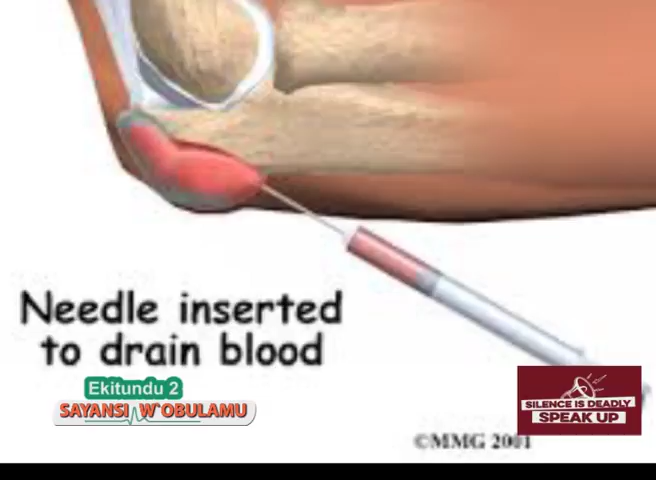 Needle inserted
to drain blood
Ekitundu 2
SAYANSI W'OBULAMU
SILENCE IS DEADLY
SPEAK UP
©MMG 2001